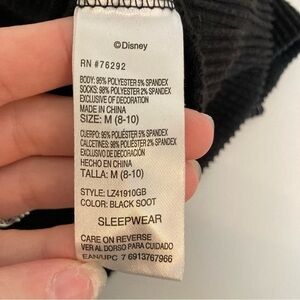 ©Disney
RN #76292
BODY: 95% POLYESTER 5% SPANDEX
SOCKS: 98% POLYESTER 2% SPANDEX
EXCLUSIVE OF DECORATION
MADE IN CHINA
SIZE: M (8-10)
CUERPO: 95% POLIÉSTER 5% SPANDEX
CALCETINES: 98% POLIÉSTER 2% SPANDEX
EXCLUSIVO DE DECORACIÓN
HECHO EN CHINA
TALLA: M (8-10)
STYLE: LZ41910GB
COLOR: BLACK SOOT
SLEEPWEAR
CARE ON REVERSE
VER AL DORSO PARA CUIDADO
EAN/UPC 7 6913767966